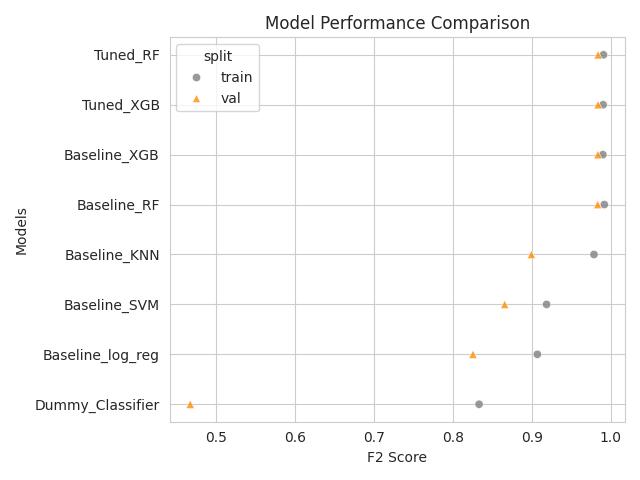 Model Performance Comparison
split
train
val
Models
Tuned_RF
Tuned_XGB
Baseline_XGB
Baseline_RF
Baseline_KNN
Baseline_SVM
Baseline_log_reg
Dummy_Classifier
0.5 0.6 0.7 0.8 0.9 1.0
F2 Score